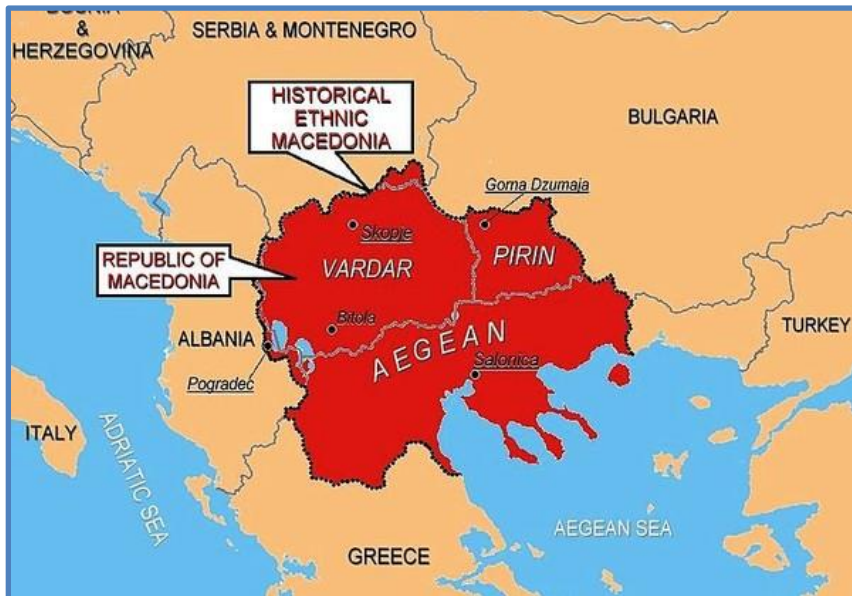 BOSNIA
&
HERZEGOVINA
SERBIA & MONTENEGRO
HISTORICAL
ETHNIC
MACEDONIA
BULGARIA
Gorna Dzumaja
Skopje
REPUBLIC OF
MACEDONIA
VARDAR
PIRIN
Bitola
ALBANIA
AEGEAN
TURKEY
Salonica
Pogradec
ITALY
ADRIATIC SEA
AEGEAN SEA
GREECE